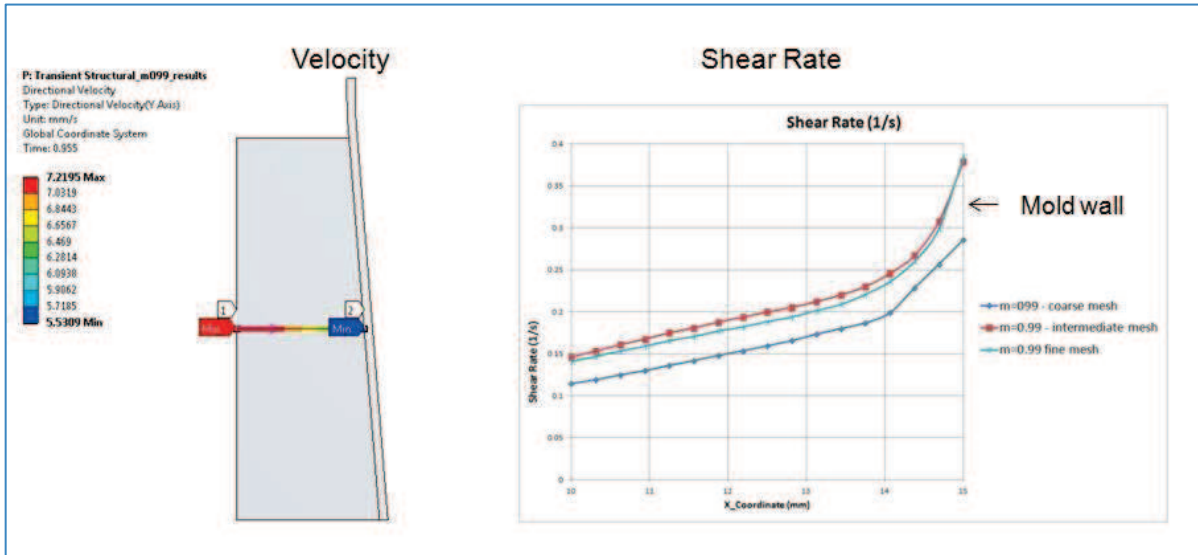 Velocity
Shear Rate
P: Transient Structural_m099_results
Directional Velocity
Type: Directional Velocity(Y Axis)
Unit: mm/s
Global Coordinate System
Time: 0.955
7.2195 Max
7.0319
6.8443
6.6567
6.469
6.2814
6.0938
5.9062
5.7185
5.5309 Min
1
2
Max
Min
Shear Rate (1/s)
0.4
0.35
0.3
0.25
0.2
0.15
0.1
0.05
0
Shear Rate (1/s)
10
11
12
13
14
15
X_Coordinate (mm)
← Mold wall
m=099 - coarse mesh
m=0.99 - intermediate mesh
m=0.99 fine mesh